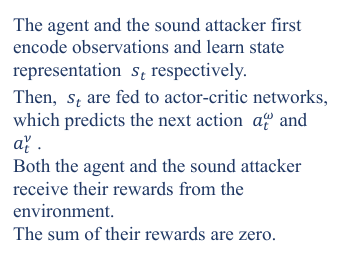 The agent and the sound attacker first
encode observations and learn state
representation s_t respectively.
Then, s_t are fed to actor-critic networks,
which predicts the next action a_t^ω and
a_t^ν .
Both the agent and the sound attacker
receive their rewards from the
environment.
The sum of their rewards are zero.